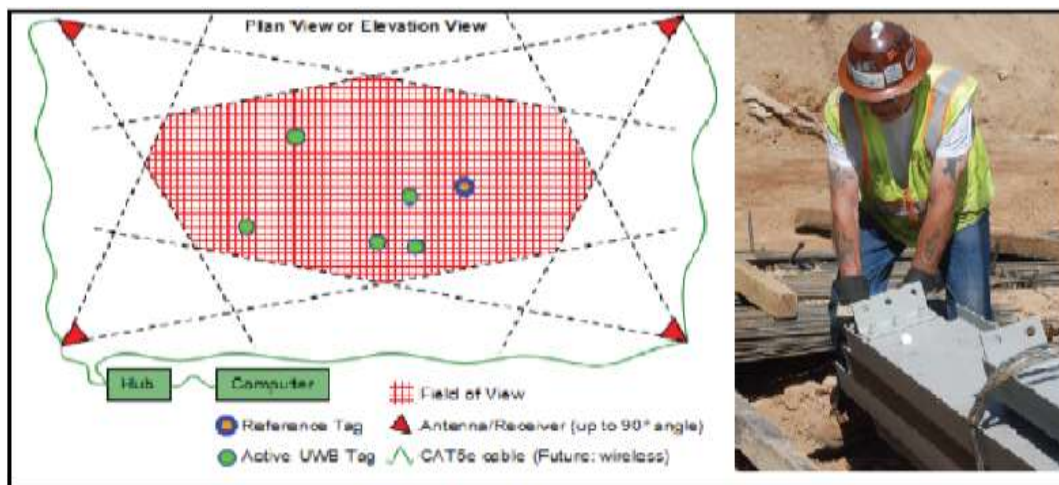 Plan View or Elevation View
Hub
Computer
Field of View
Reference Tag
Antenna/Receiver (up to 90° angle)
Active UWB Tag
CAT5e cable (Future: wireless)